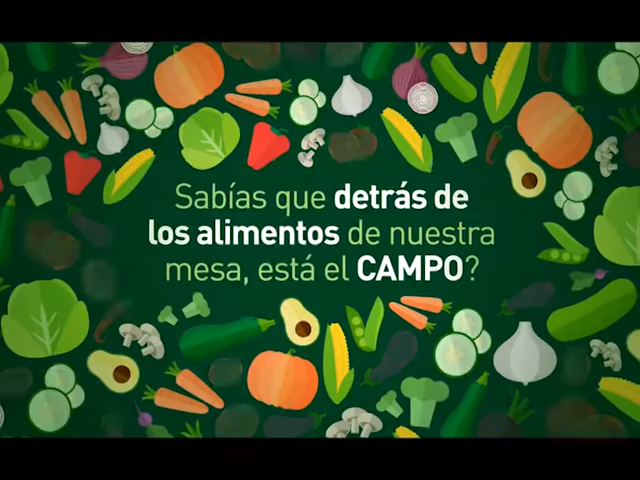 Sabías que detrás de
los alimentos de nuestra
mesa, está el CAMPO?